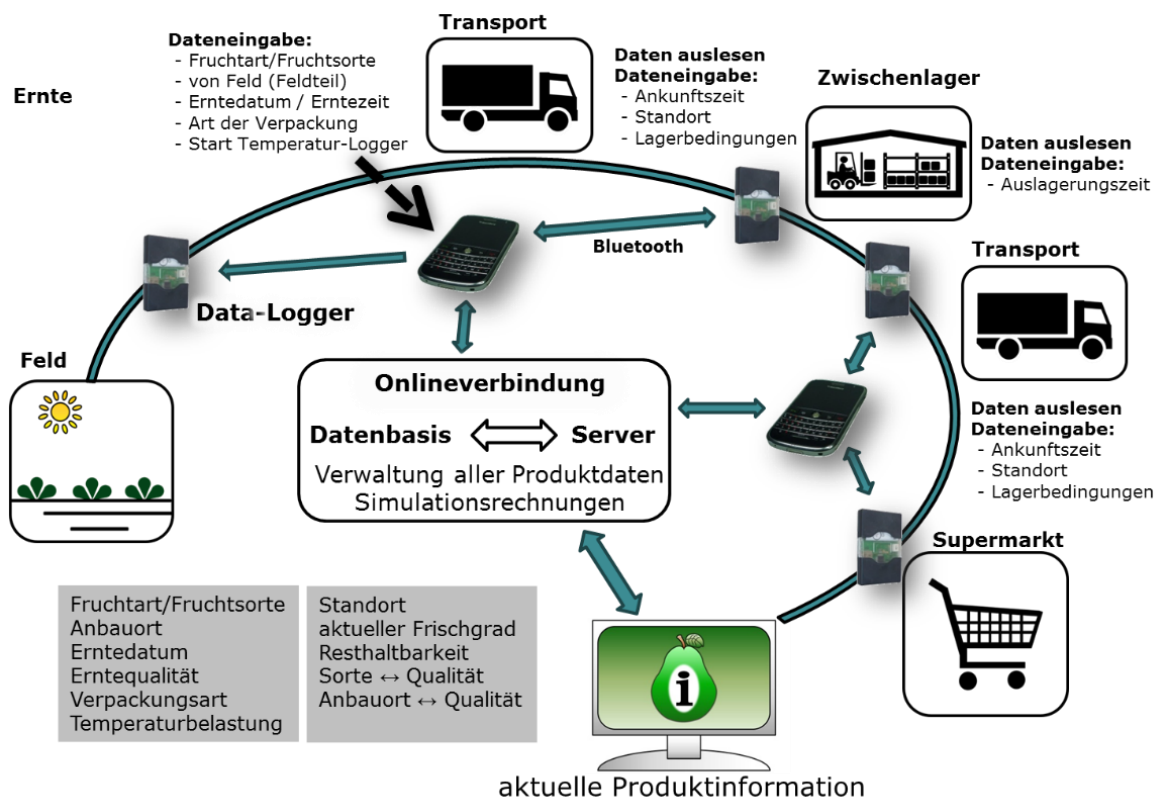 Ernte
Dateneingabe:
- Fruchtart/Fruchtsorte
- von Feld (Feldteil)
- Erntedatum / Erntezeit
- Art der Verpackung
- Start Temperatur-Logger
Transport
Daten auslesen
Dateneingabe:
- Ankunftszeit
- Standort
- Lagerbedingungen
Zwischenlager
Daten auslesen
Dateneingabe:
- Auslagerungszeit
Bluetooth
Transport
Data-Logger
Feld
Onlineverbindung
Datenbasis Server
Verwaltung aller Produktdaten
Simulationsrechnungen
Daten auslesen
Dateneingabe:
- Ankunftszeit
- Standort
- Lagerbedingungen
Supermarkt
Fruchtart/Fruchtsorte
Anbauort
Erntedatum
Erntequalität
Verpackungsart
Temperaturbelastung
Standort
aktueller Frischgrad
Resthaltbarkeit
Sorte ↔ Qualität
Anbauort ↔ Qualität
i
aktuelle Produktinformation